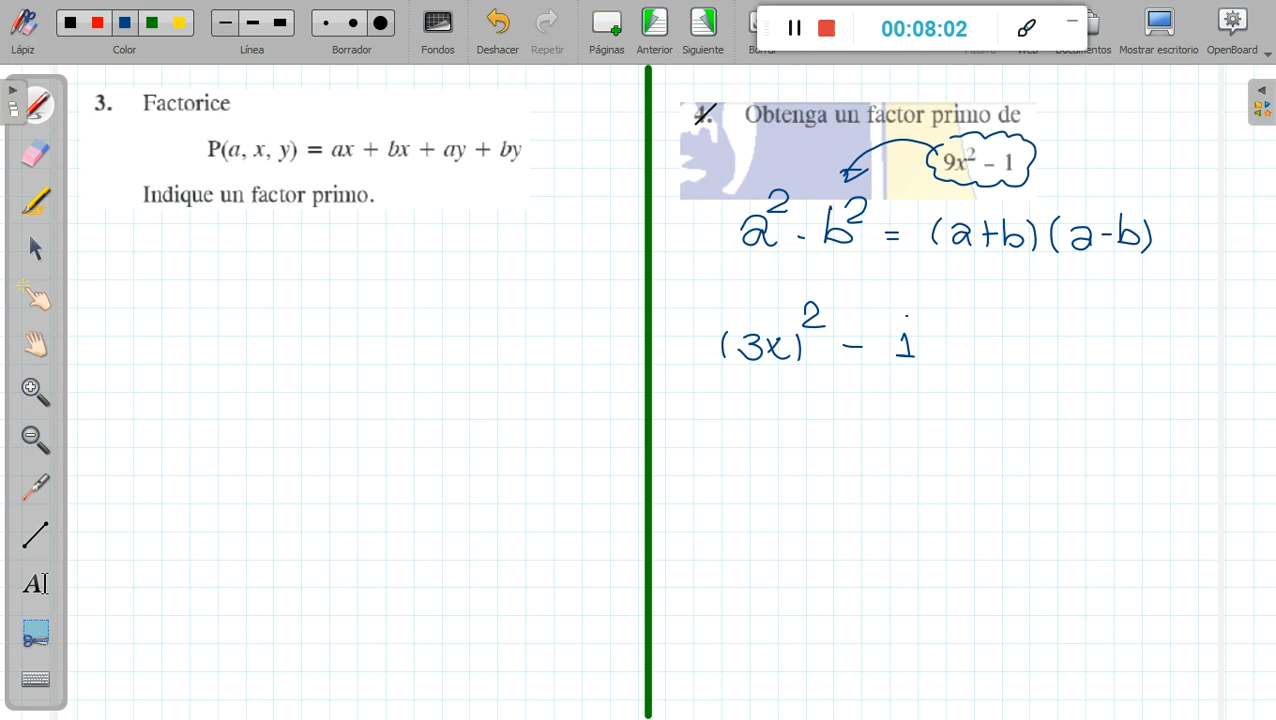 00:08:02
Lápiz
Color
Línea
Borrador
Fondos
Deshacer
Repetir
Páginas
Anterior
Siguiente
Mostrar escritorio
OpenBoard
3. Factorice
P(a, x, y) = ax + bx + ay + by
Indique un factor primo.
4. Obtenga un factor primo de
9x² – 1
a² - b² = (a+b)(a-b)
(3x)² - 1